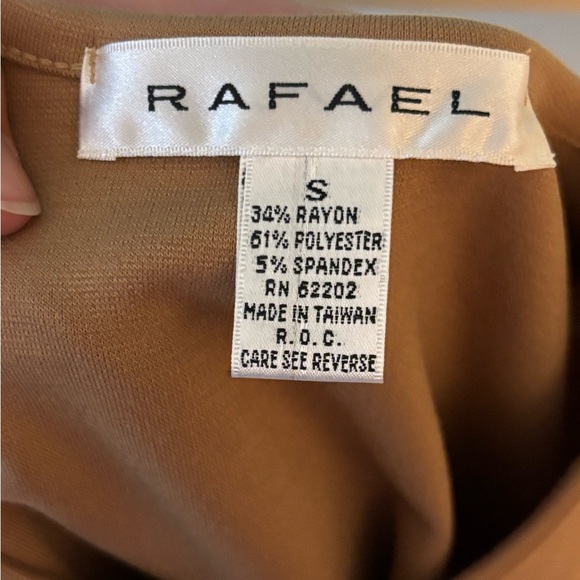 RAFAEL
S
34% RAYON
61% POLYESTER
5% SPANDEX
RN 62202
MADE IN TAIWAN
R.O.C.
CARE SEE REVERSE